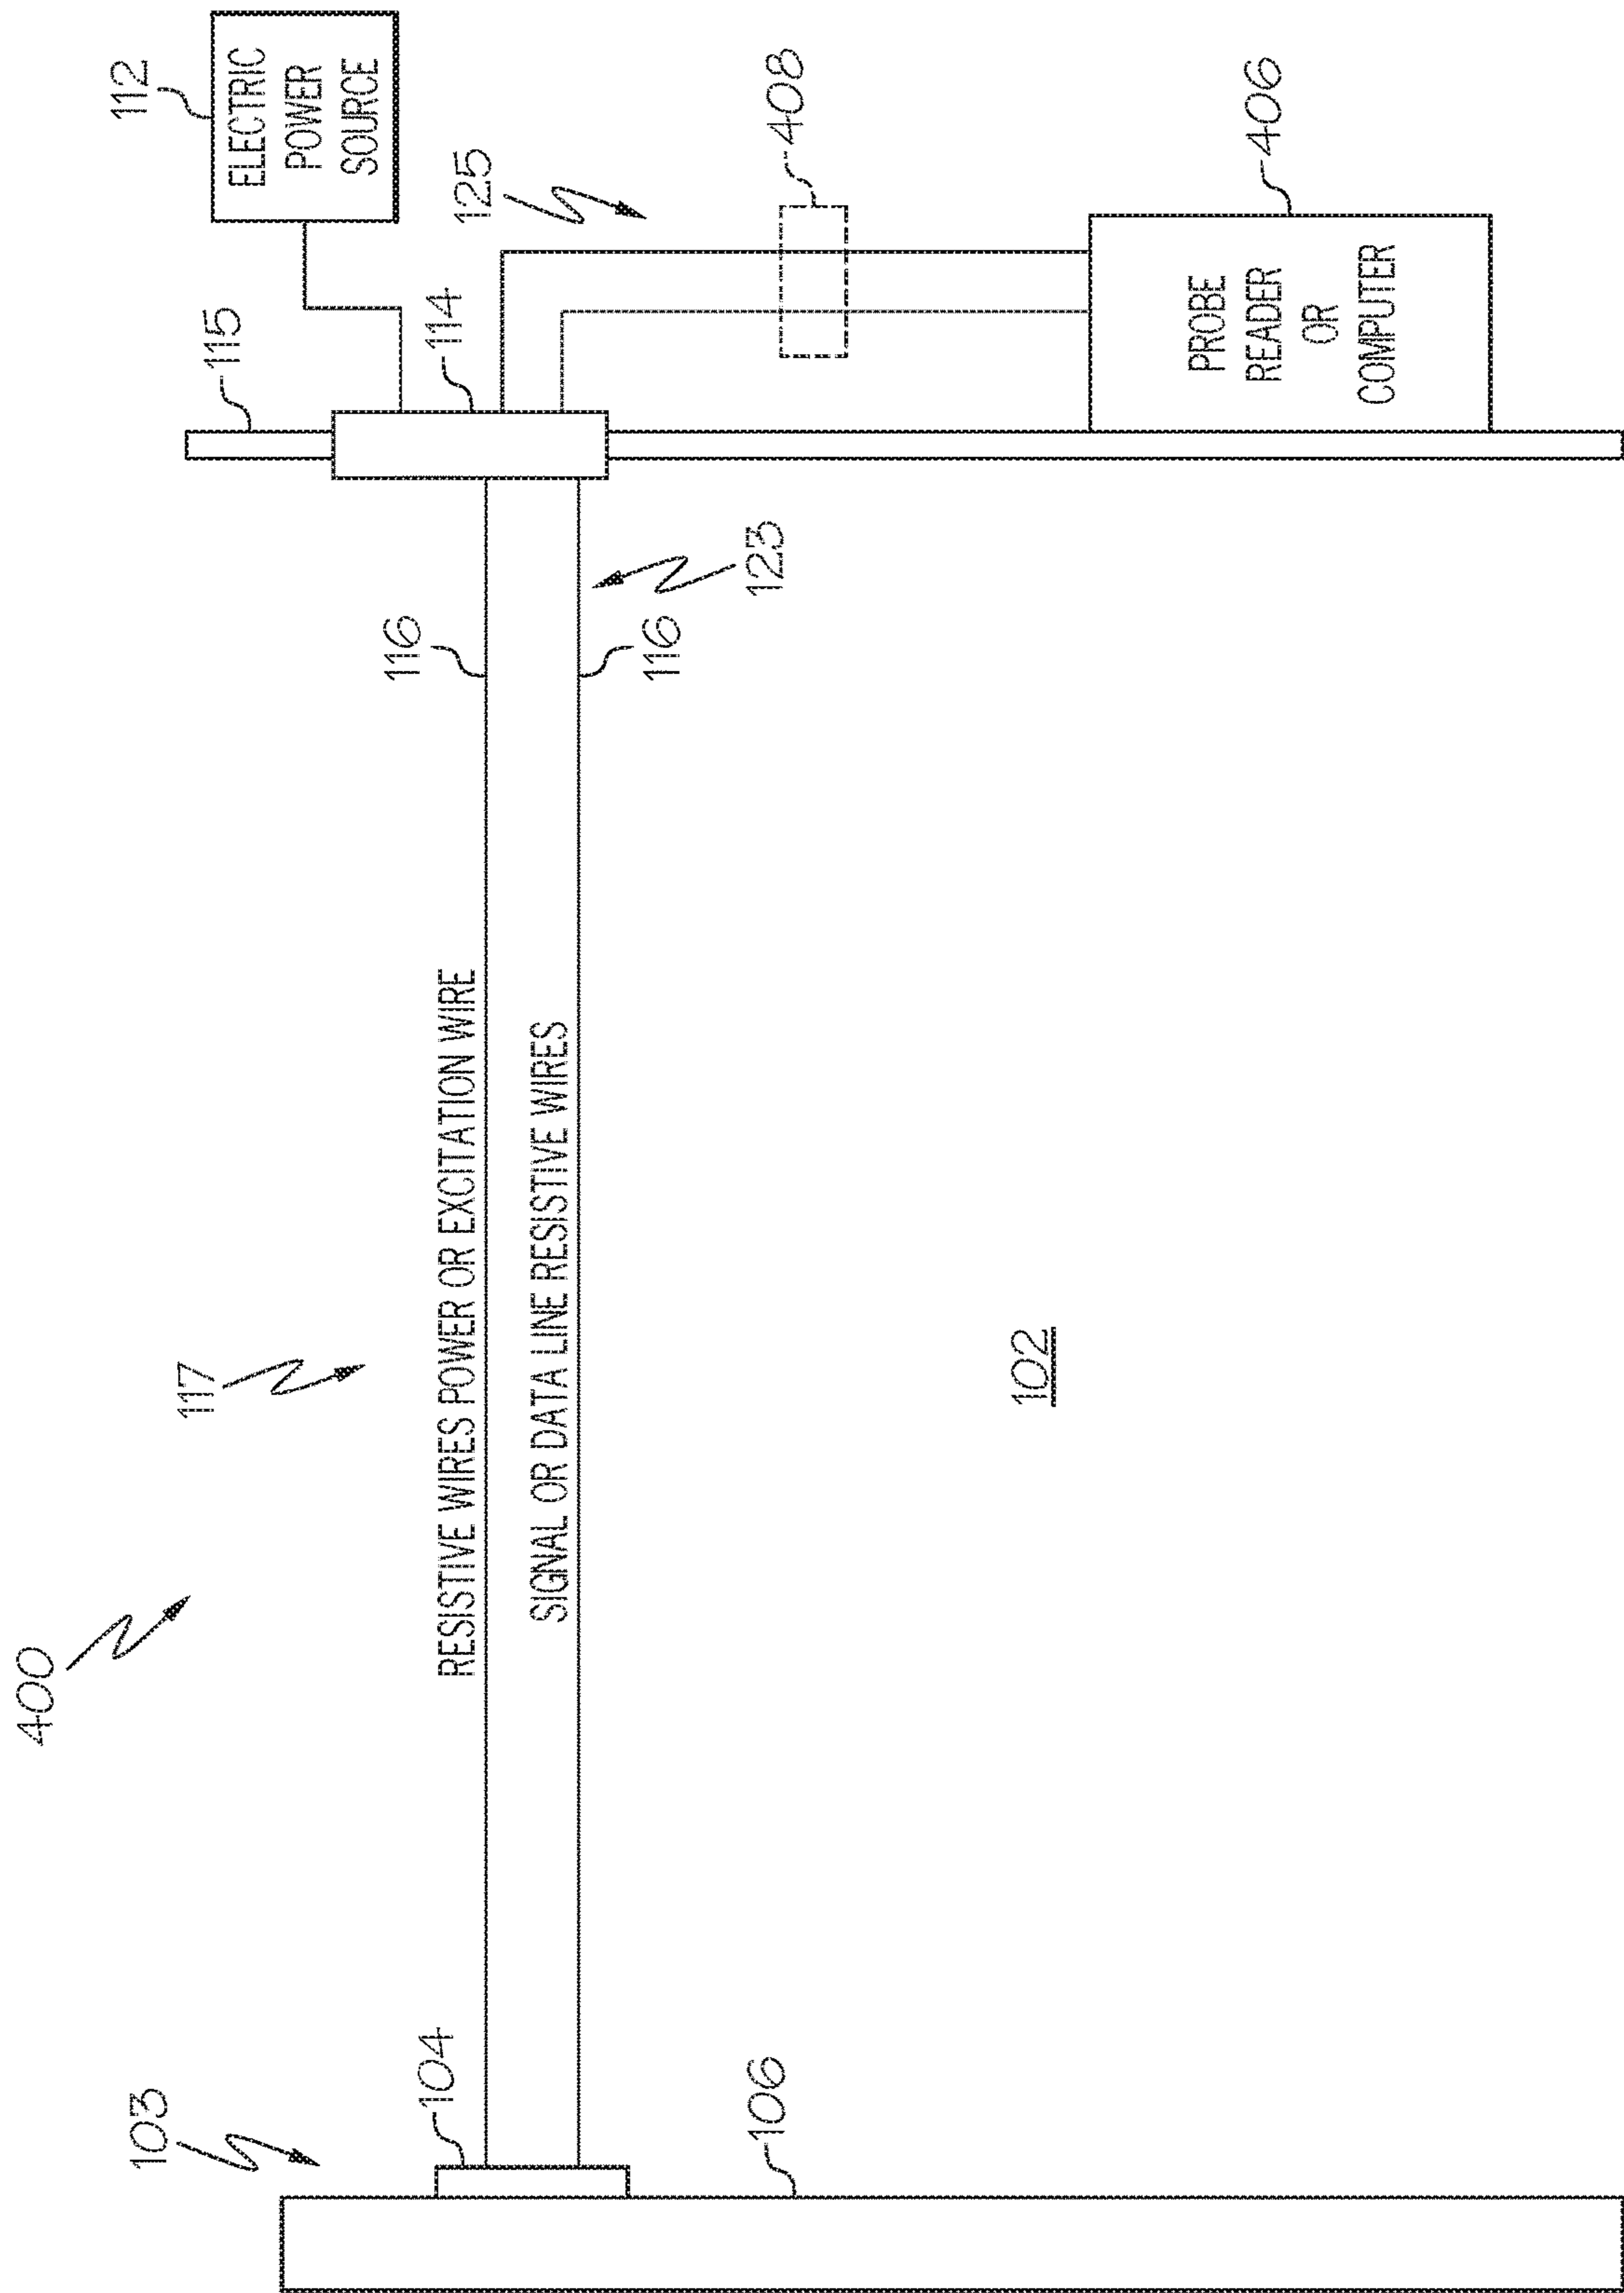 400
117
103
104
106
RESISTIVE WIRES POWER OR EXCITATION WIRE
SIGNAL OR DATA LINE RESISTIVE WIRES
102
116
116
123
115
114
112
ELECTRIC
POWER
SOURCE
125
408
406
PROBE
READER
OR
COMPUTER